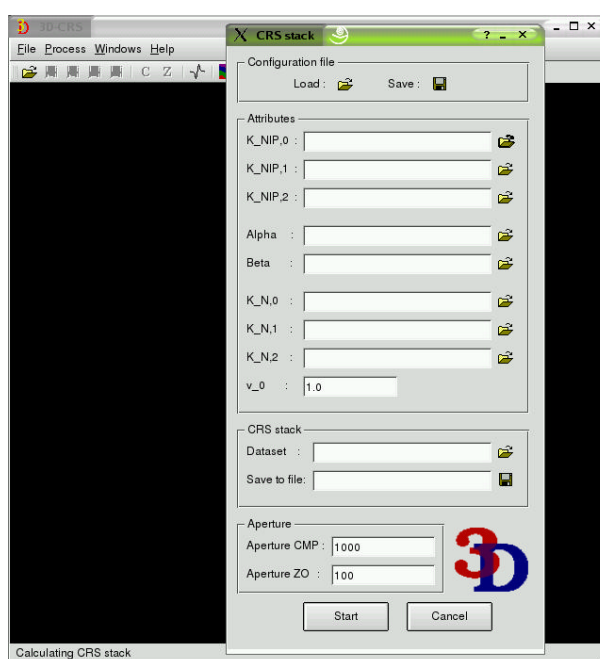 3D-CRS
File Process Windows Help
C Z
X CRS stack ? - X
Configuration file
Load : Save :
Attributes
K_NIP,0 :
K_NIP,1 :
K_NIP,2 :
Alpha :
Beta :
K_N,0 :
K_N,1 :
K_N,2 :
v_0 : 1.0
CRS stack
Dataset :
Save to file:
Aperture
Aperture CMP : 1000
Aperture ZO : 100
3D
Start Cancel
Calculating CRS stack